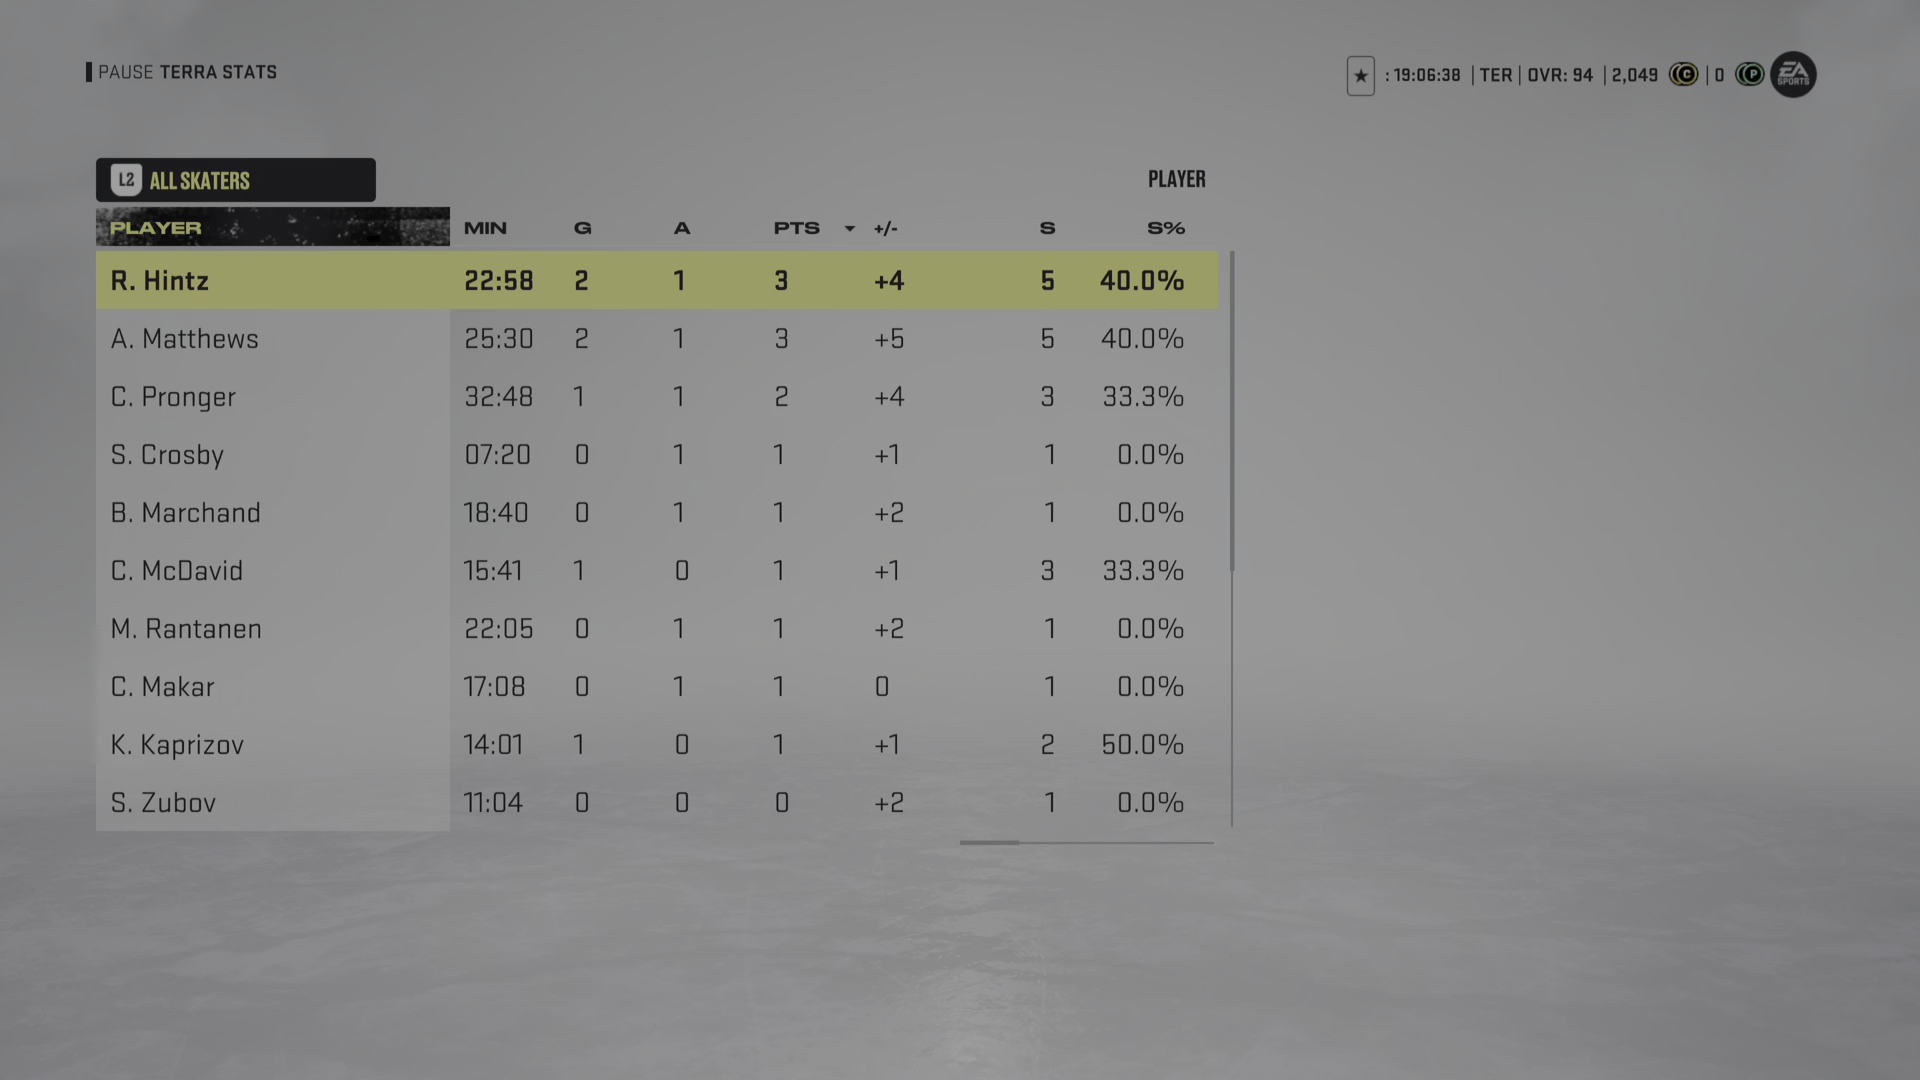 PAUSE TERRA STATS
★ : 19:06:38 | TER | OVR: 94 | 2,049 C | 0 P EA SPORTS
L2 ALL SKATERS PLAYER
PLAYER MIN G A PTS +/- S S%
R. Hintz 22:58 2 1 3 +4 5 40.0%
A. Matthews 25:30 2 1 3 +5 5 40.0%
C. Pronger 32:48 1 1 2 +4 3 33.3%
S. Crosby 07:20 0 1 1 +1 1 0.0%
B. Marchand 18:40 0 1 1 +2 1 0.0%
C. McDavid 15:41 1 0 1 +1 3 33.3%
M. Rantanen 22:05 0 1 1 +2 1 0.0%
C. Makar 17:08 0 1 1 0 1 0.0%
K. Kaprizov 14:01 1 0 1 +1 2 50.0%
S. Zubov 11:04 0 0 0 +2 1 0.0%